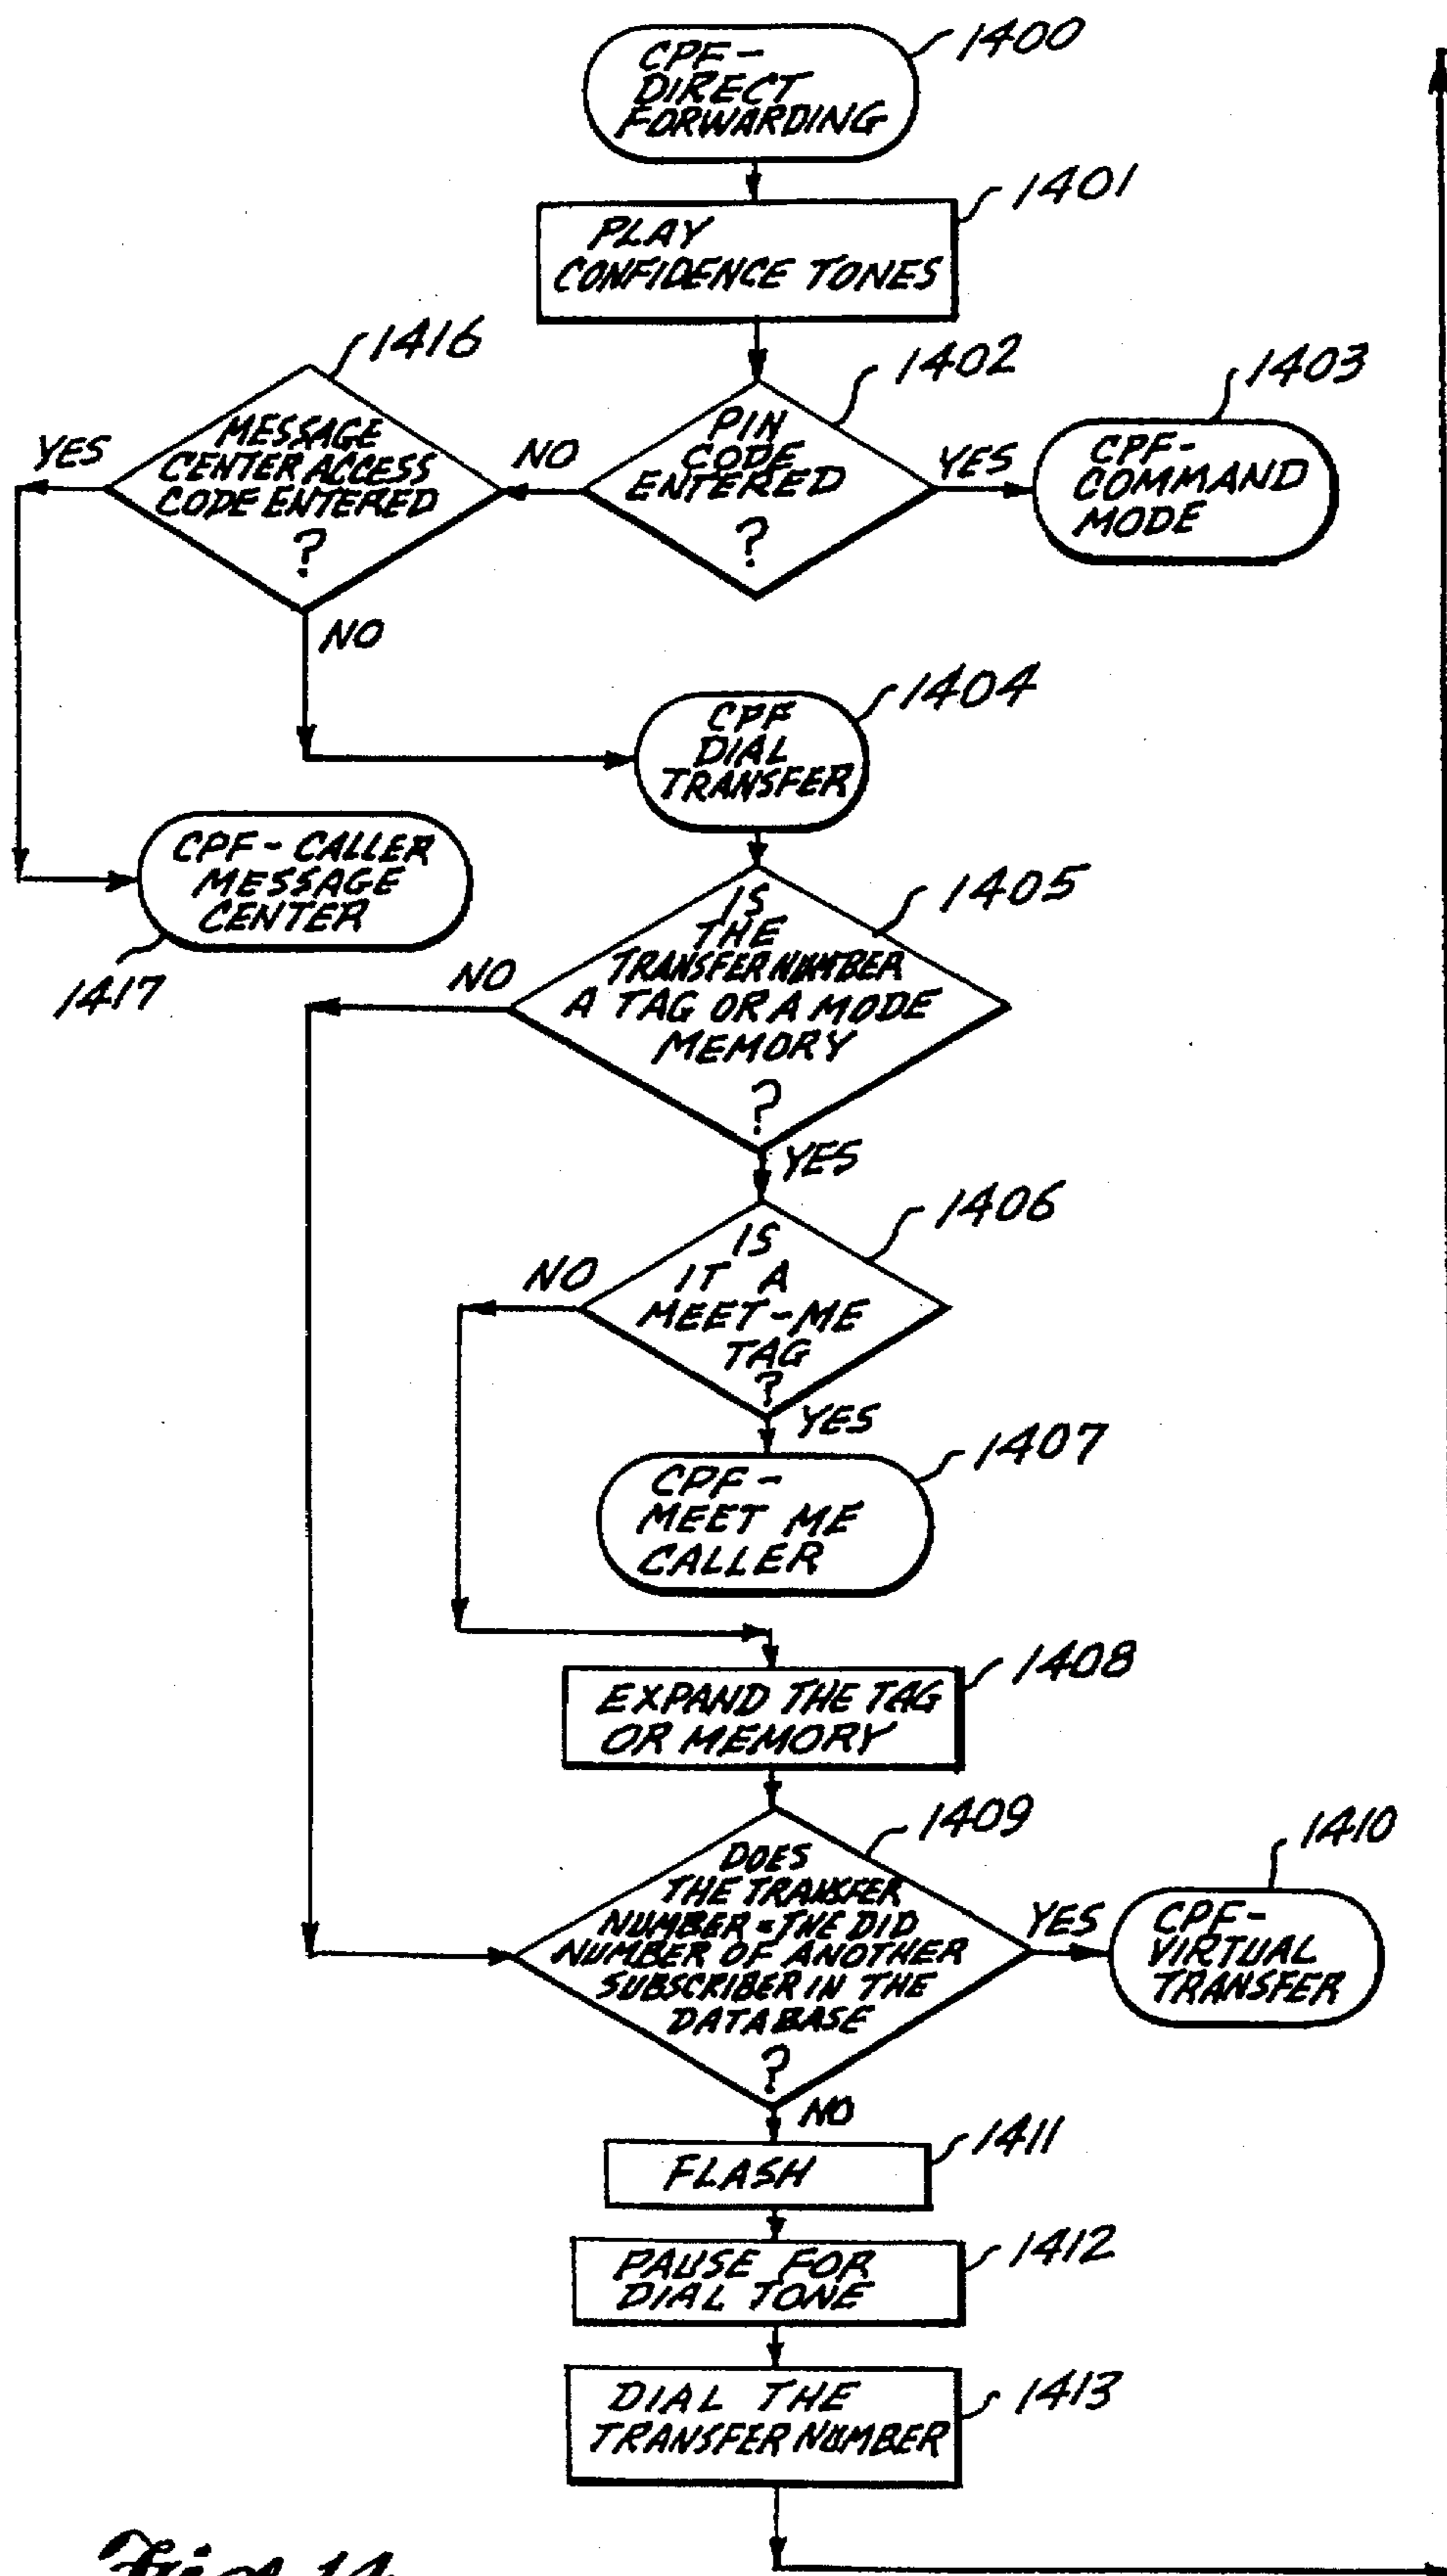 1400
CPF-
DIRECT
FORWARDING
1401
PLAY
CONFIDENCE TONES
1416
1402
1403
MESSAGE
CENTER ACCESS
CODE ENTERED
?
YES
NO
PIN
CODE
ENTERED
?
YES
CPF-
COMMAND
MODE
NO
1404
CPF
DIAL
TRANSFER
CPF-CALLER
MESSAGE
CENTER
1417
1405
IS
THE
TRANSFER NUMBER
A TAG OR A MODE
MEMORY
?
NO
YES
1406
IS
IT A
MEET-ME
TAG
?
NO
YES
1407
CPF-
MEET ME
CALLER
1408
EXPAND THE TAG
OR MEMORY
1409
DOES
THE TRANSFER
NUMBER = THE DID
NUMBER OF ANOTHER
SUBSCRIBER IN THE
DATABASE
?
YES
1410
CPF-
VIRTUAL
TRANSFER
NO
1411
FLASH
1412
PAUSE FOR
DIAL TONE
1413
DIAL THE
TRANSFER NUMBER
Fig. 14